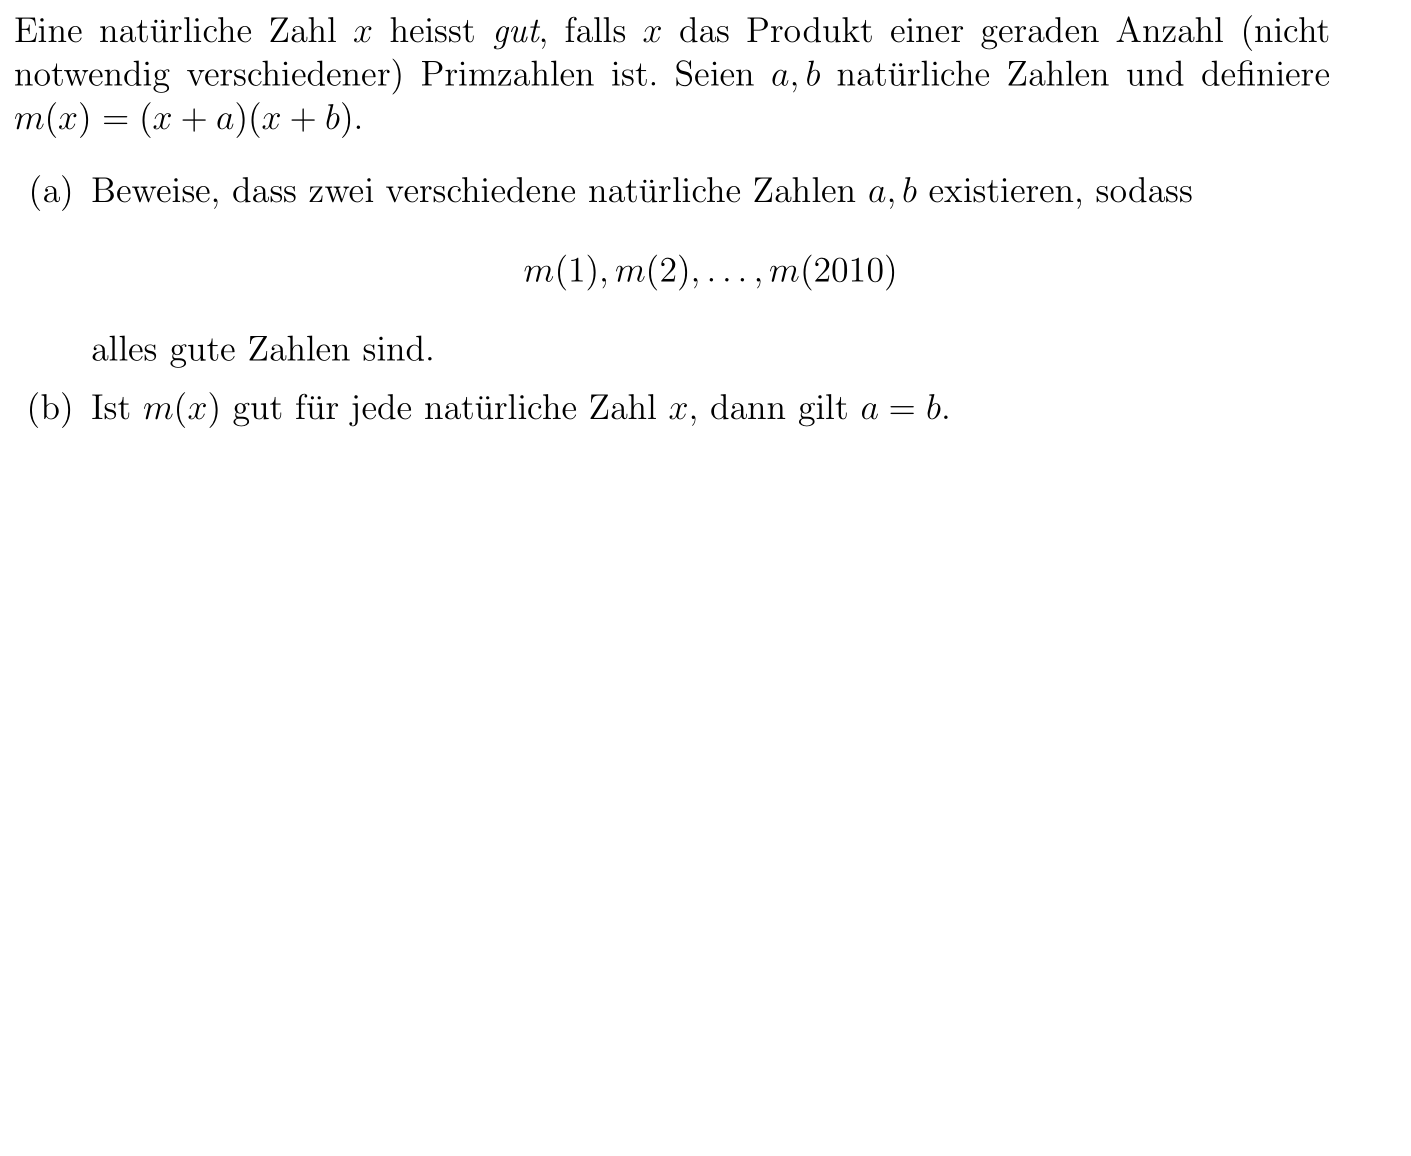 Eine natürliche Zahl x heisst gut, falls x das Produkt einer geraden Anzahl (nicht
notwendig verschiedener) Primzahlen ist. Seien a, b natürliche Zahlen und definiere
m(x) = (x + a)(x + b).
(a) Beweise, dass zwei verschiedene natürliche Zahlen a, b existieren, sodass
m(1), m(2), . . . , m(2010)
alles gute Zahlen sind.
(b) Ist m(x) gut für jede natürliche Zahl x, dann gilt a = b.